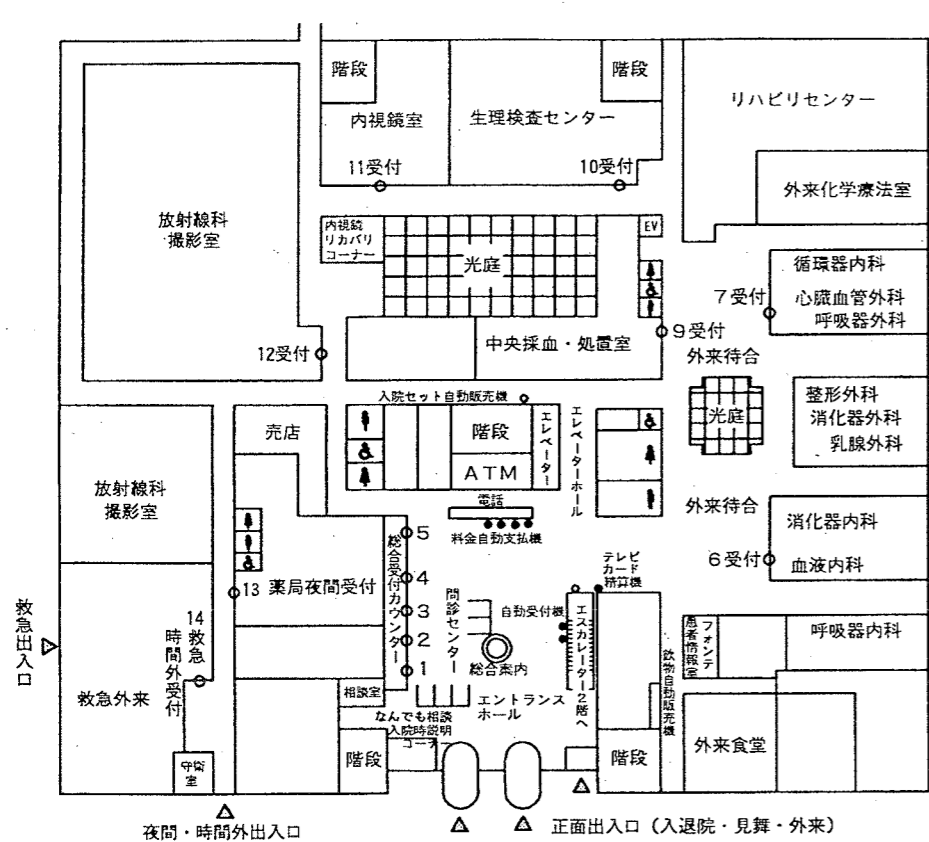 階段
階段
内視鏡室
生理検査センター
リハビリセンター
11受付
10受付
外来化学療法室
放射線科
撮影室
内視鏡
リカバリ
コーナー
光庭
EV
循環器内科
7受付
心臓血管外科
呼吸器外科
12受付
中央採血・処置室
9受付
外来待合
入院セット自動販売機
整形外科
消化器外科
乳腺外科
光庭
売店
階段
ATM
エレベーター
エレベーターホール
放射線科
撮影室
電話
料金自動支払機
外来待合
消化器内科
6受付
血液内科
5
4
3
2
1
総合受付カウンター
13 薬局夜間受付
問診センター
自動受付機
テレビ
カード
精算機
エスカレーター2階へ
総合案内
救急出入口
14救急
時間外受付
救急外来
フォンテ
患者情報室
呼吸器内科
飲物自動販売機
相談室
エントランス
ホール
なんでも相談
入院時説明
コーナー
外来食堂
守衛
室
階段
階段
夜間・時間外出入口
正面出入口（入退院・見舞・外来）